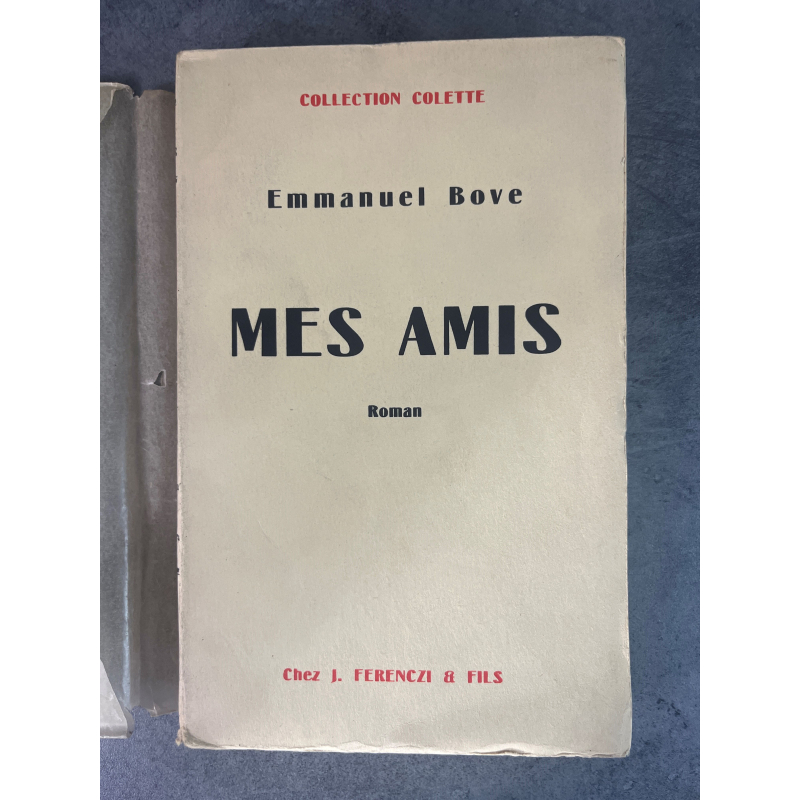 COLLECTION COLETTE
Emmanuel Bove
MES AMIS
Roman
Chez J. FERENCZI & FILS